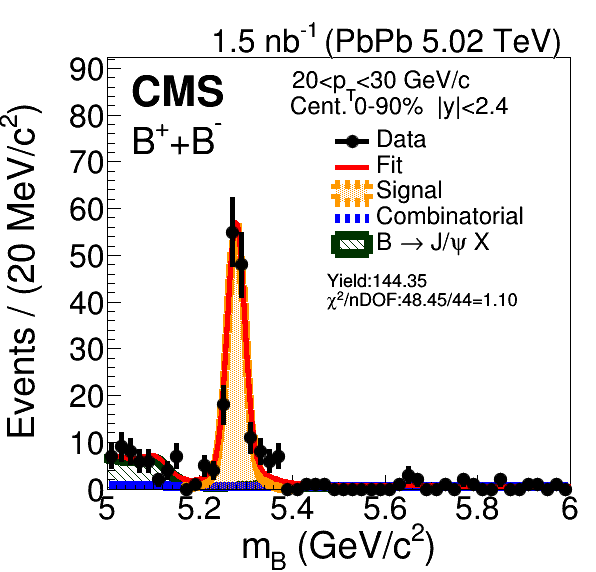 1.5 nb⁻¹ (PbPb 5.02 TeV)
CMS
B⁺+B⁻
20<p_T<30 GeV/c
Cent. 0-90% |y|<2.4
Data
Fit
Signal
Combinatorial
B → J/ψ X
Yield:144.35
χ²/nDOF:48.45/44=1.10
Events / (20 MeV/c²)
90
80
70
60
50
40
30
20
10
0
5 5.2 5.4 5.6 5.8 6
m_B (GeV/c²)